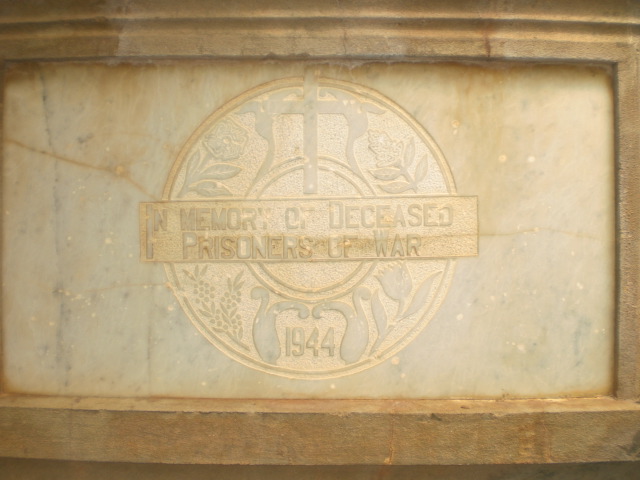 IN MEMORY OF DECEASED
PRISONERS OF WAR
1944